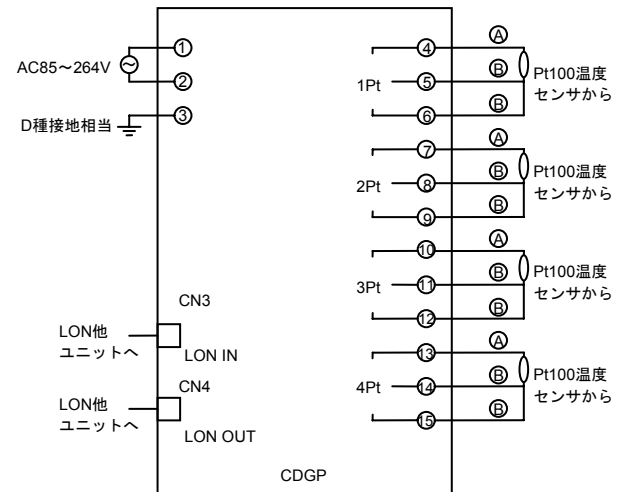 AC85～264V
①
②
D種接地相当
③
CN3
LON他
ユニットへ
LON IN
CN4
LON他
ユニットへ
LON OUT
CDGP
1Pt
④
Ⓐ
⑤
Ⓑ
⑥
Ⓑ
Pt100温度
センサから
2Pt
⑦
Ⓐ
⑧
Ⓑ
⑨
Ⓑ
Pt100温度
センサから
3Pt
⑩
Ⓐ
⑪
Ⓑ
⑫
Ⓑ
Pt100温度
センサから
4Pt
⑬
Ⓐ
⑭
Ⓑ
⑮
Ⓑ
Pt100温度
センサから